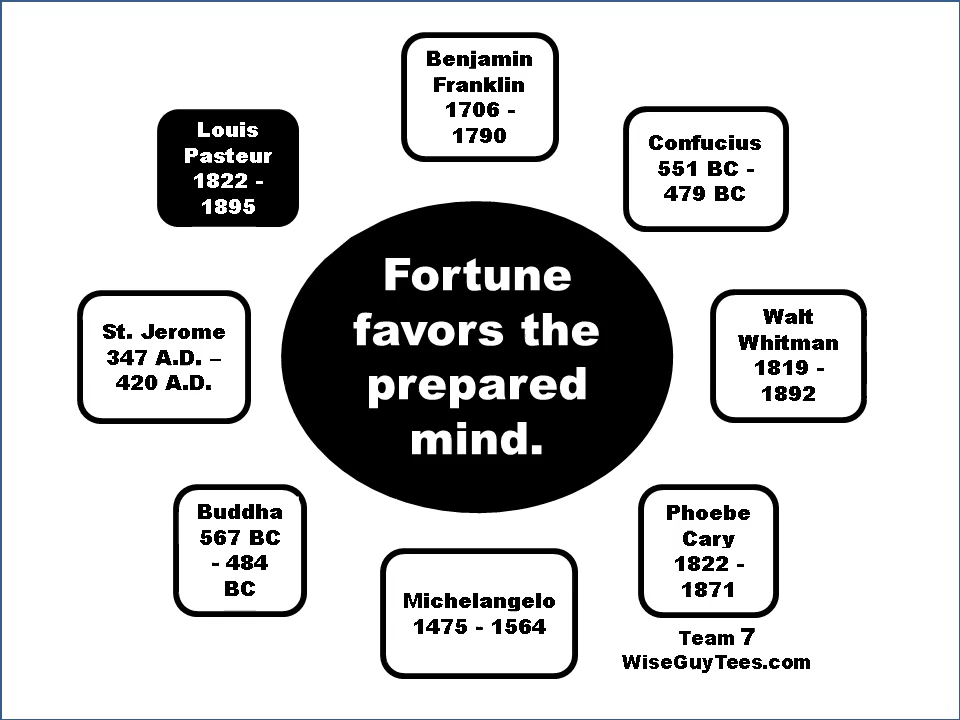 Benjamin
Franklin
1706 -
1790
Louis
Pasteur
1822 -
1895
Confucius
551 BC -
479 BC
Fortune
favors the
prepared
mind.
St. Jerome
347 A.D. –
420 A.D.
Walt
Whitman
1819 -
1892
Buddha
567 BC
- 484
BC
Michelangelo
1475 - 1564
Phoebe
Cary
1822 -
1871
Team 7
WiseGuyTees.com